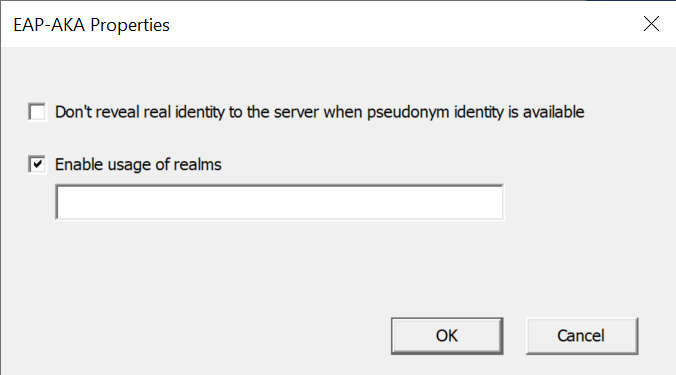 EAP-AKA Properties
Don't reveal real identity to the server when pseudonym identity is available
Enable usage of realms
OK
Cancel